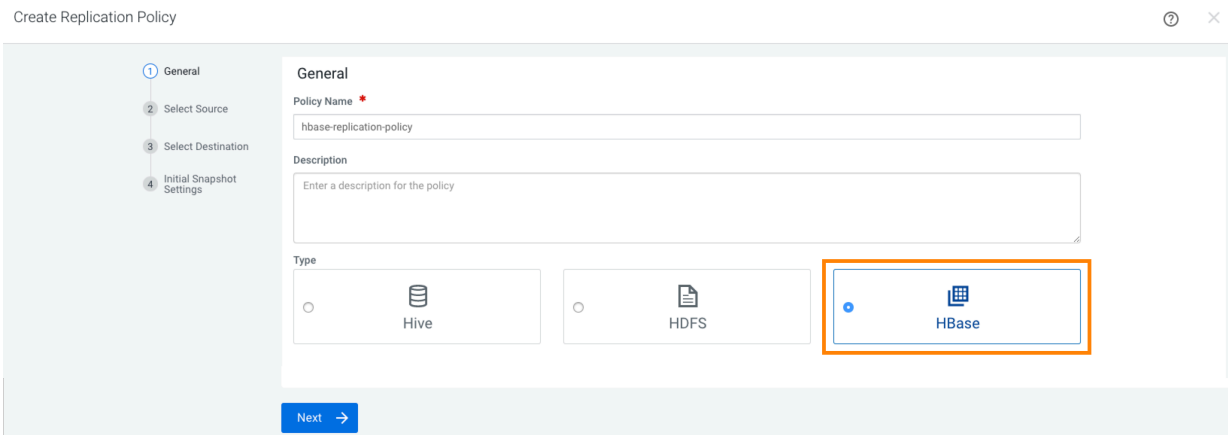 Create Replication Policy
?
1 General
2 Select Source
3 Select Destination
4 Initial Snapshot
Settings
General
Policy Name *
hbase-replication-policy
Description
Enter a description for the policy
Type
Hive
HDFS
HBase
Next →